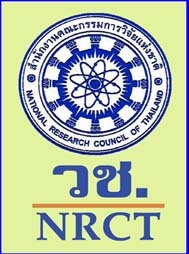 สำนักงานคณะกรรมการวิจัยแห่งชาติ
NATIONAL RESEARCH COUNCIL OF THAILAND
วช.
NRCT